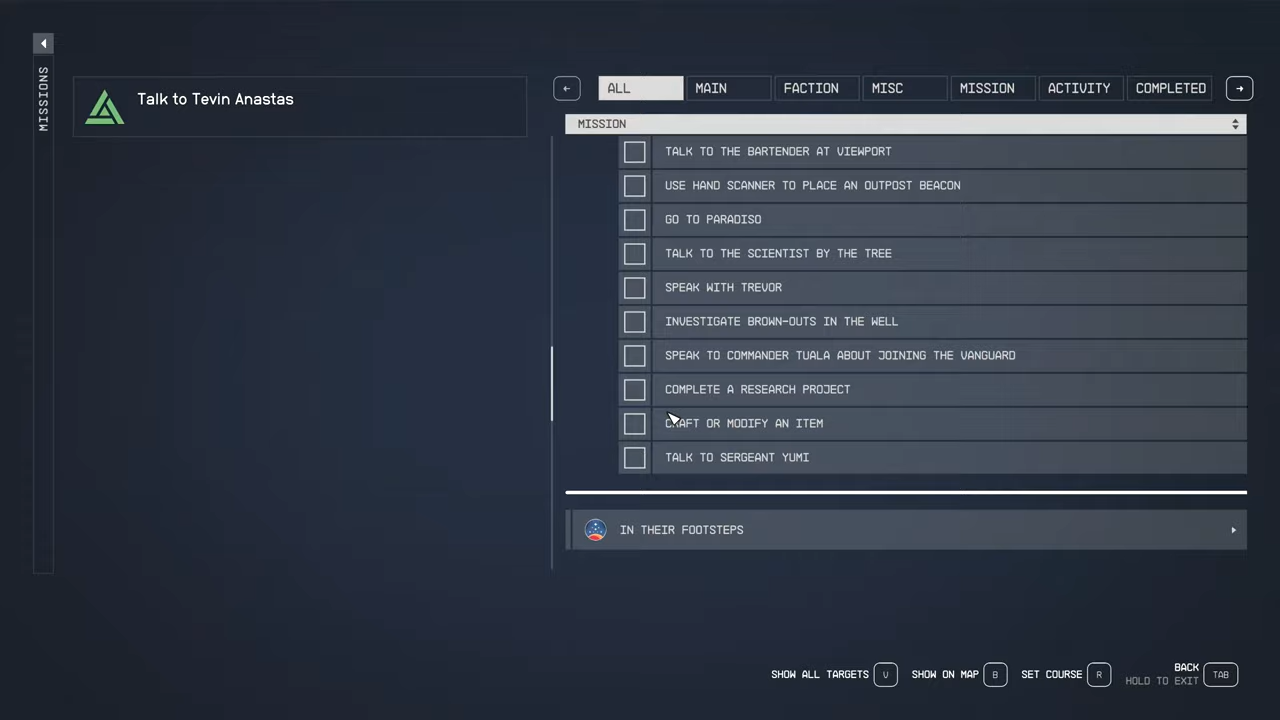 MISSIONS
Talk to Tevin Anastas
ALL MAIN FACTION MISC MISSION ACTIVITY COMPLETED
MISSION
TALK TO THE BARTENDER AT VIEWPORT
USE HAND SCANNER TO PLACE AN OUTPOST BEACON
GO TO PARADISO
TALK TO THE SCIENTIST BY THE TREE
SPEAK WITH TREVOR
INVESTIGATE BROWN-OUTS IN THE WELL
SPEAK TO COMMANDER TUALA ABOUT JOINING THE VANGUARD
COMPLETE A RESEARCH PROJECT
CRAFT OR MODIFY AN ITEM
TALK TO SERGEANT YUMI
IN THEIR FOOTSTEPS
SHOW ALL TARGETS V SHOW ON MAP B SET COURSE R BACK TAB
HOLD TO EXIT